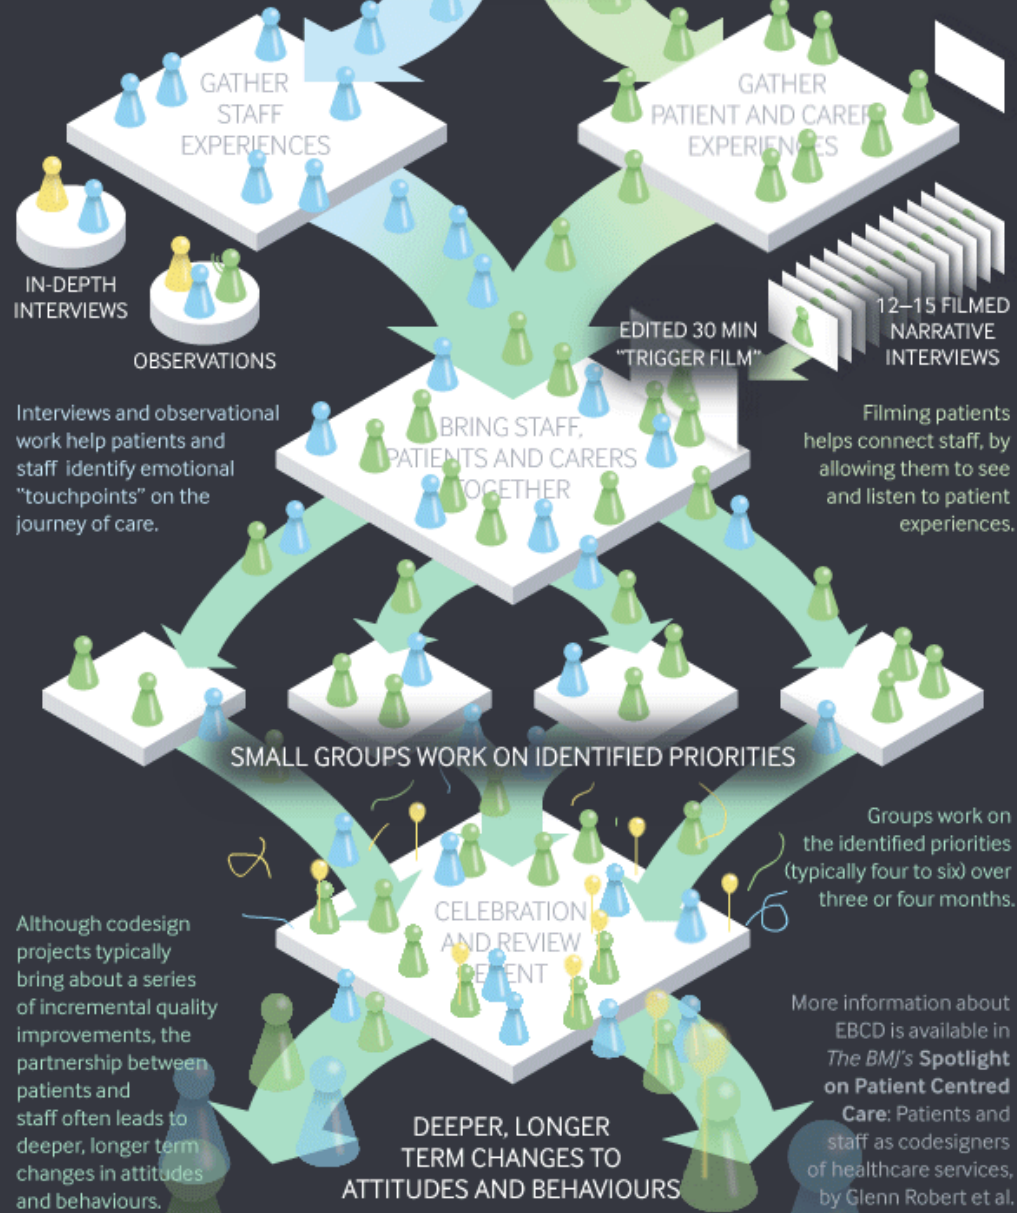 GATHER
STAFF
EXPERIENCES
GATHER
PATIENT AND CARER
EXPERIENCES
IN-DEPTH
INTERVIEWS
OBSERVATIONS
EDITED 30 MIN
"TRIGGER FILM"
12–15 FILMED
NARRATIVE
INTERVIEWS
Interviews and observational
work help patients and
staff identify emotional
"touchpoints" on the
journey of care.
BRING STAFF,
PATIENTS AND CARERS
TOGETHER
Filming patients
helps connect staff, by
allowing them to see
and listen to patient
experiences.
SMALL GROUPS WORK ON IDENTIFIED PRIORITIES
Groups work on
the identified priorities
(typically four to six) over
three or four months.
CELEBRATION
AND REVIEW
EVENT
Although codesign
projects typically
bring about a series
of incremental quality
improvements, the
partnership between
patients and
staff often leads to
deeper, longer term
changes in attitudes
and behaviours.
DEEPER, LONGER
TERM CHANGES TO
ATTITUDES AND BEHAVIOURS
More information about
EBCD is available in
The BMJ's Spotlight
on Patient Centred
Care: Patients and
staff as codesigners
of healthcare services,
by Glenn Robert et al.